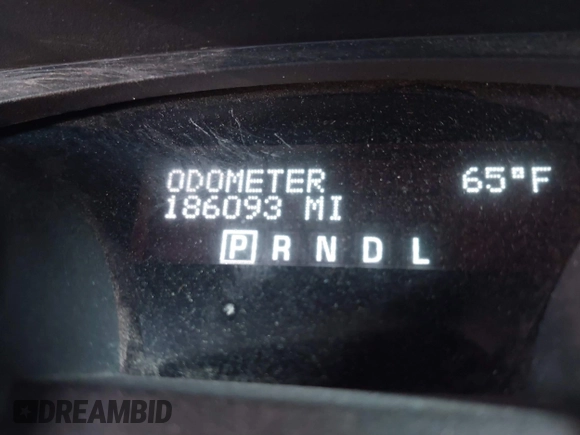 ODOMETER 65°F
186093 MI
P R N D L
DREAMBID